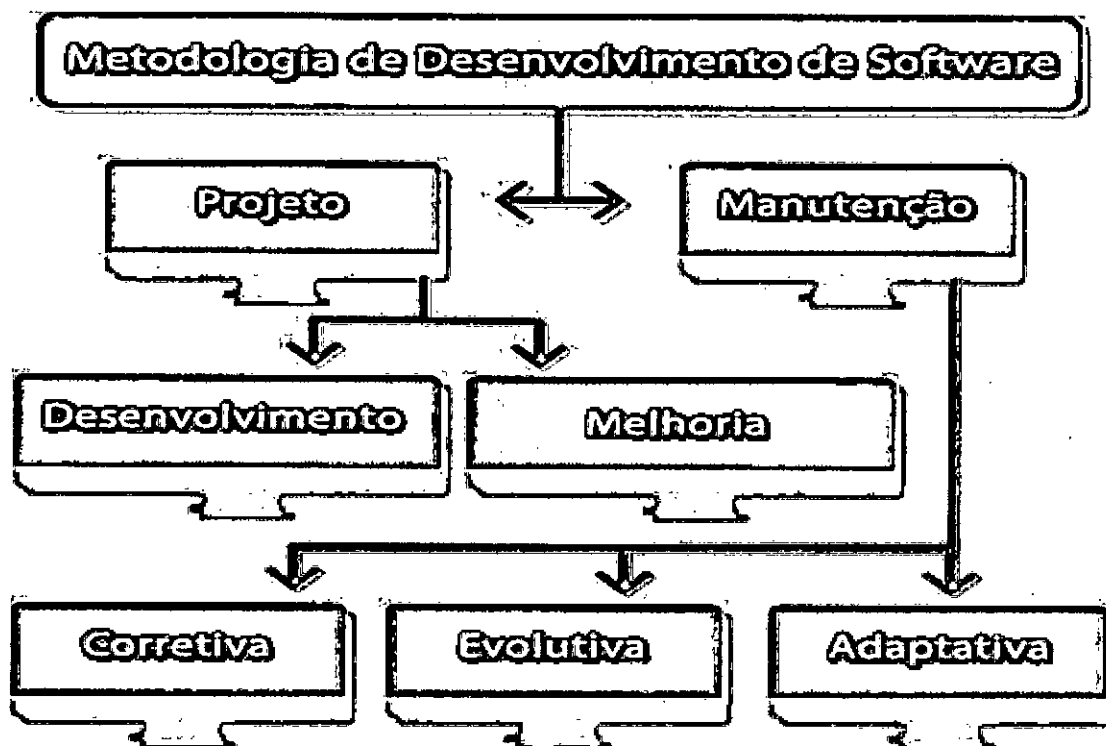 Metodologia de Desenvolvimento de Software
Projeto
Manutenção
Desenvolvimento
Melhoria
Corretiva
Evolutiva
Adaptativa